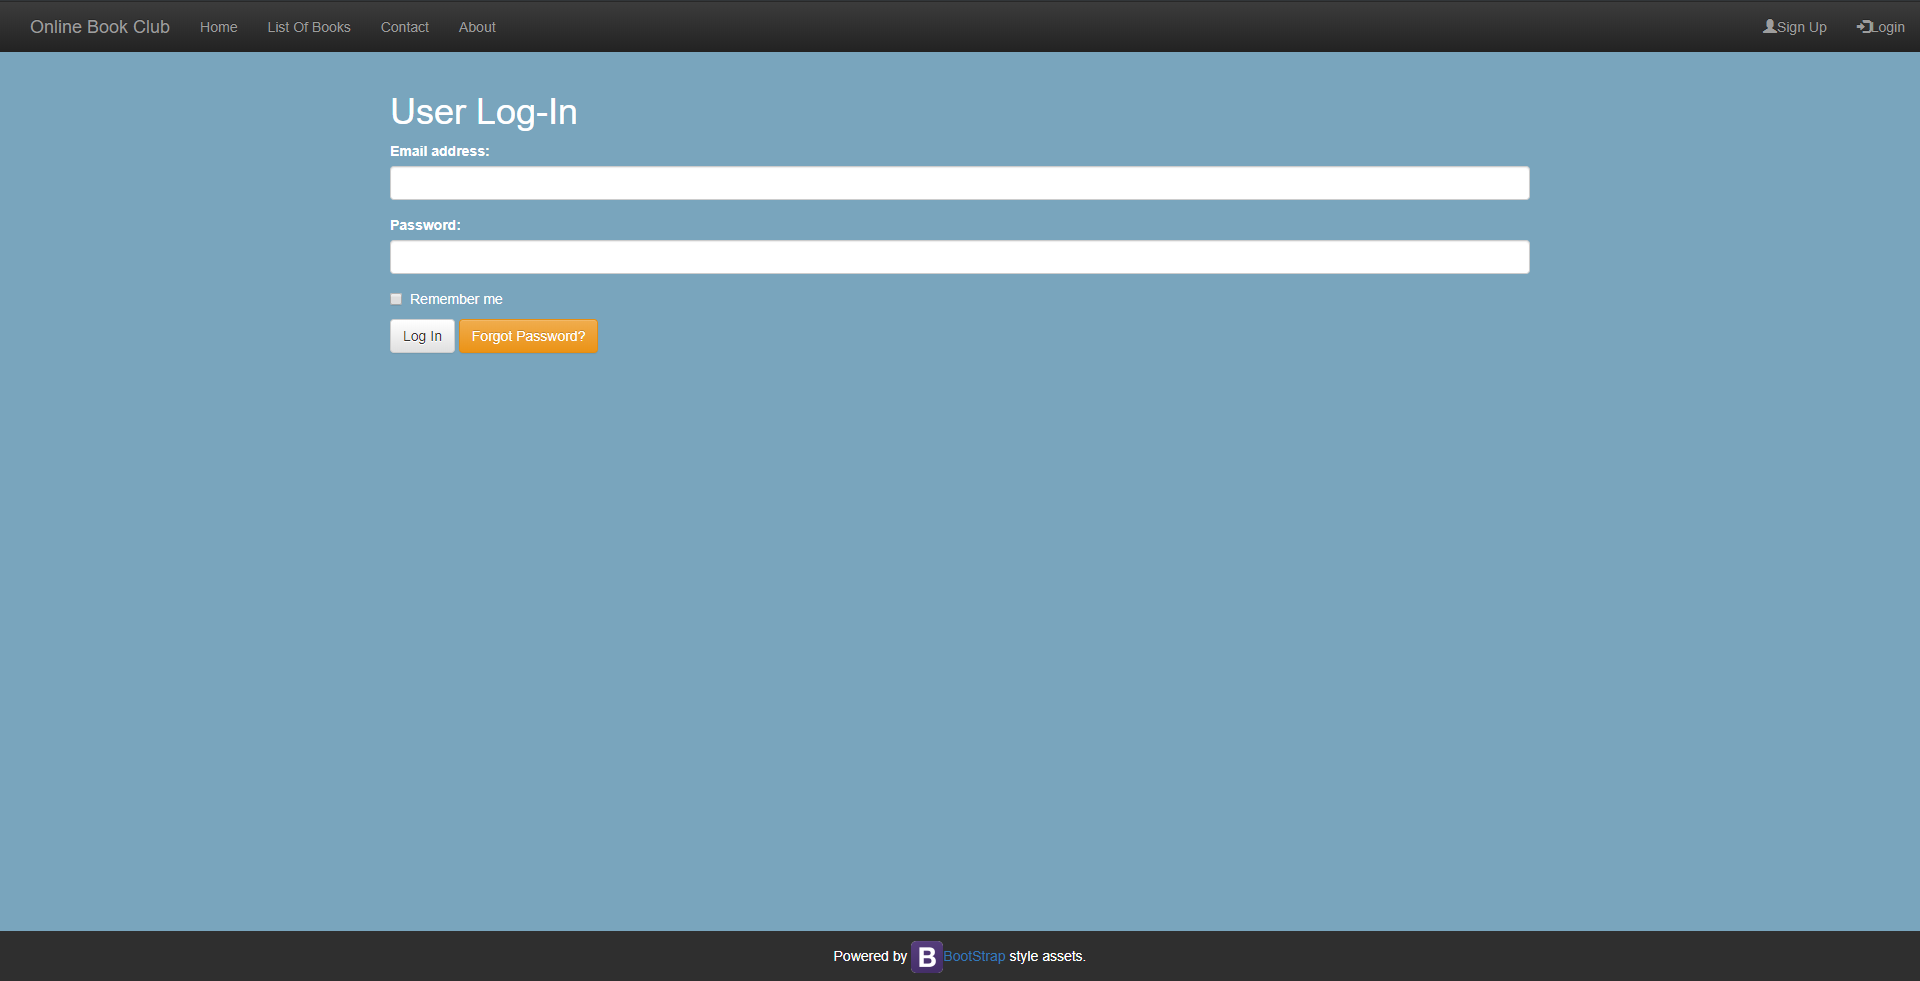 Online Book Club Home List Of Books Contact About Sign Up Login
User Log-In
Email address:
Password:
Remember me
Log In Forgot Password?
Powered by B BootStrap style assets.